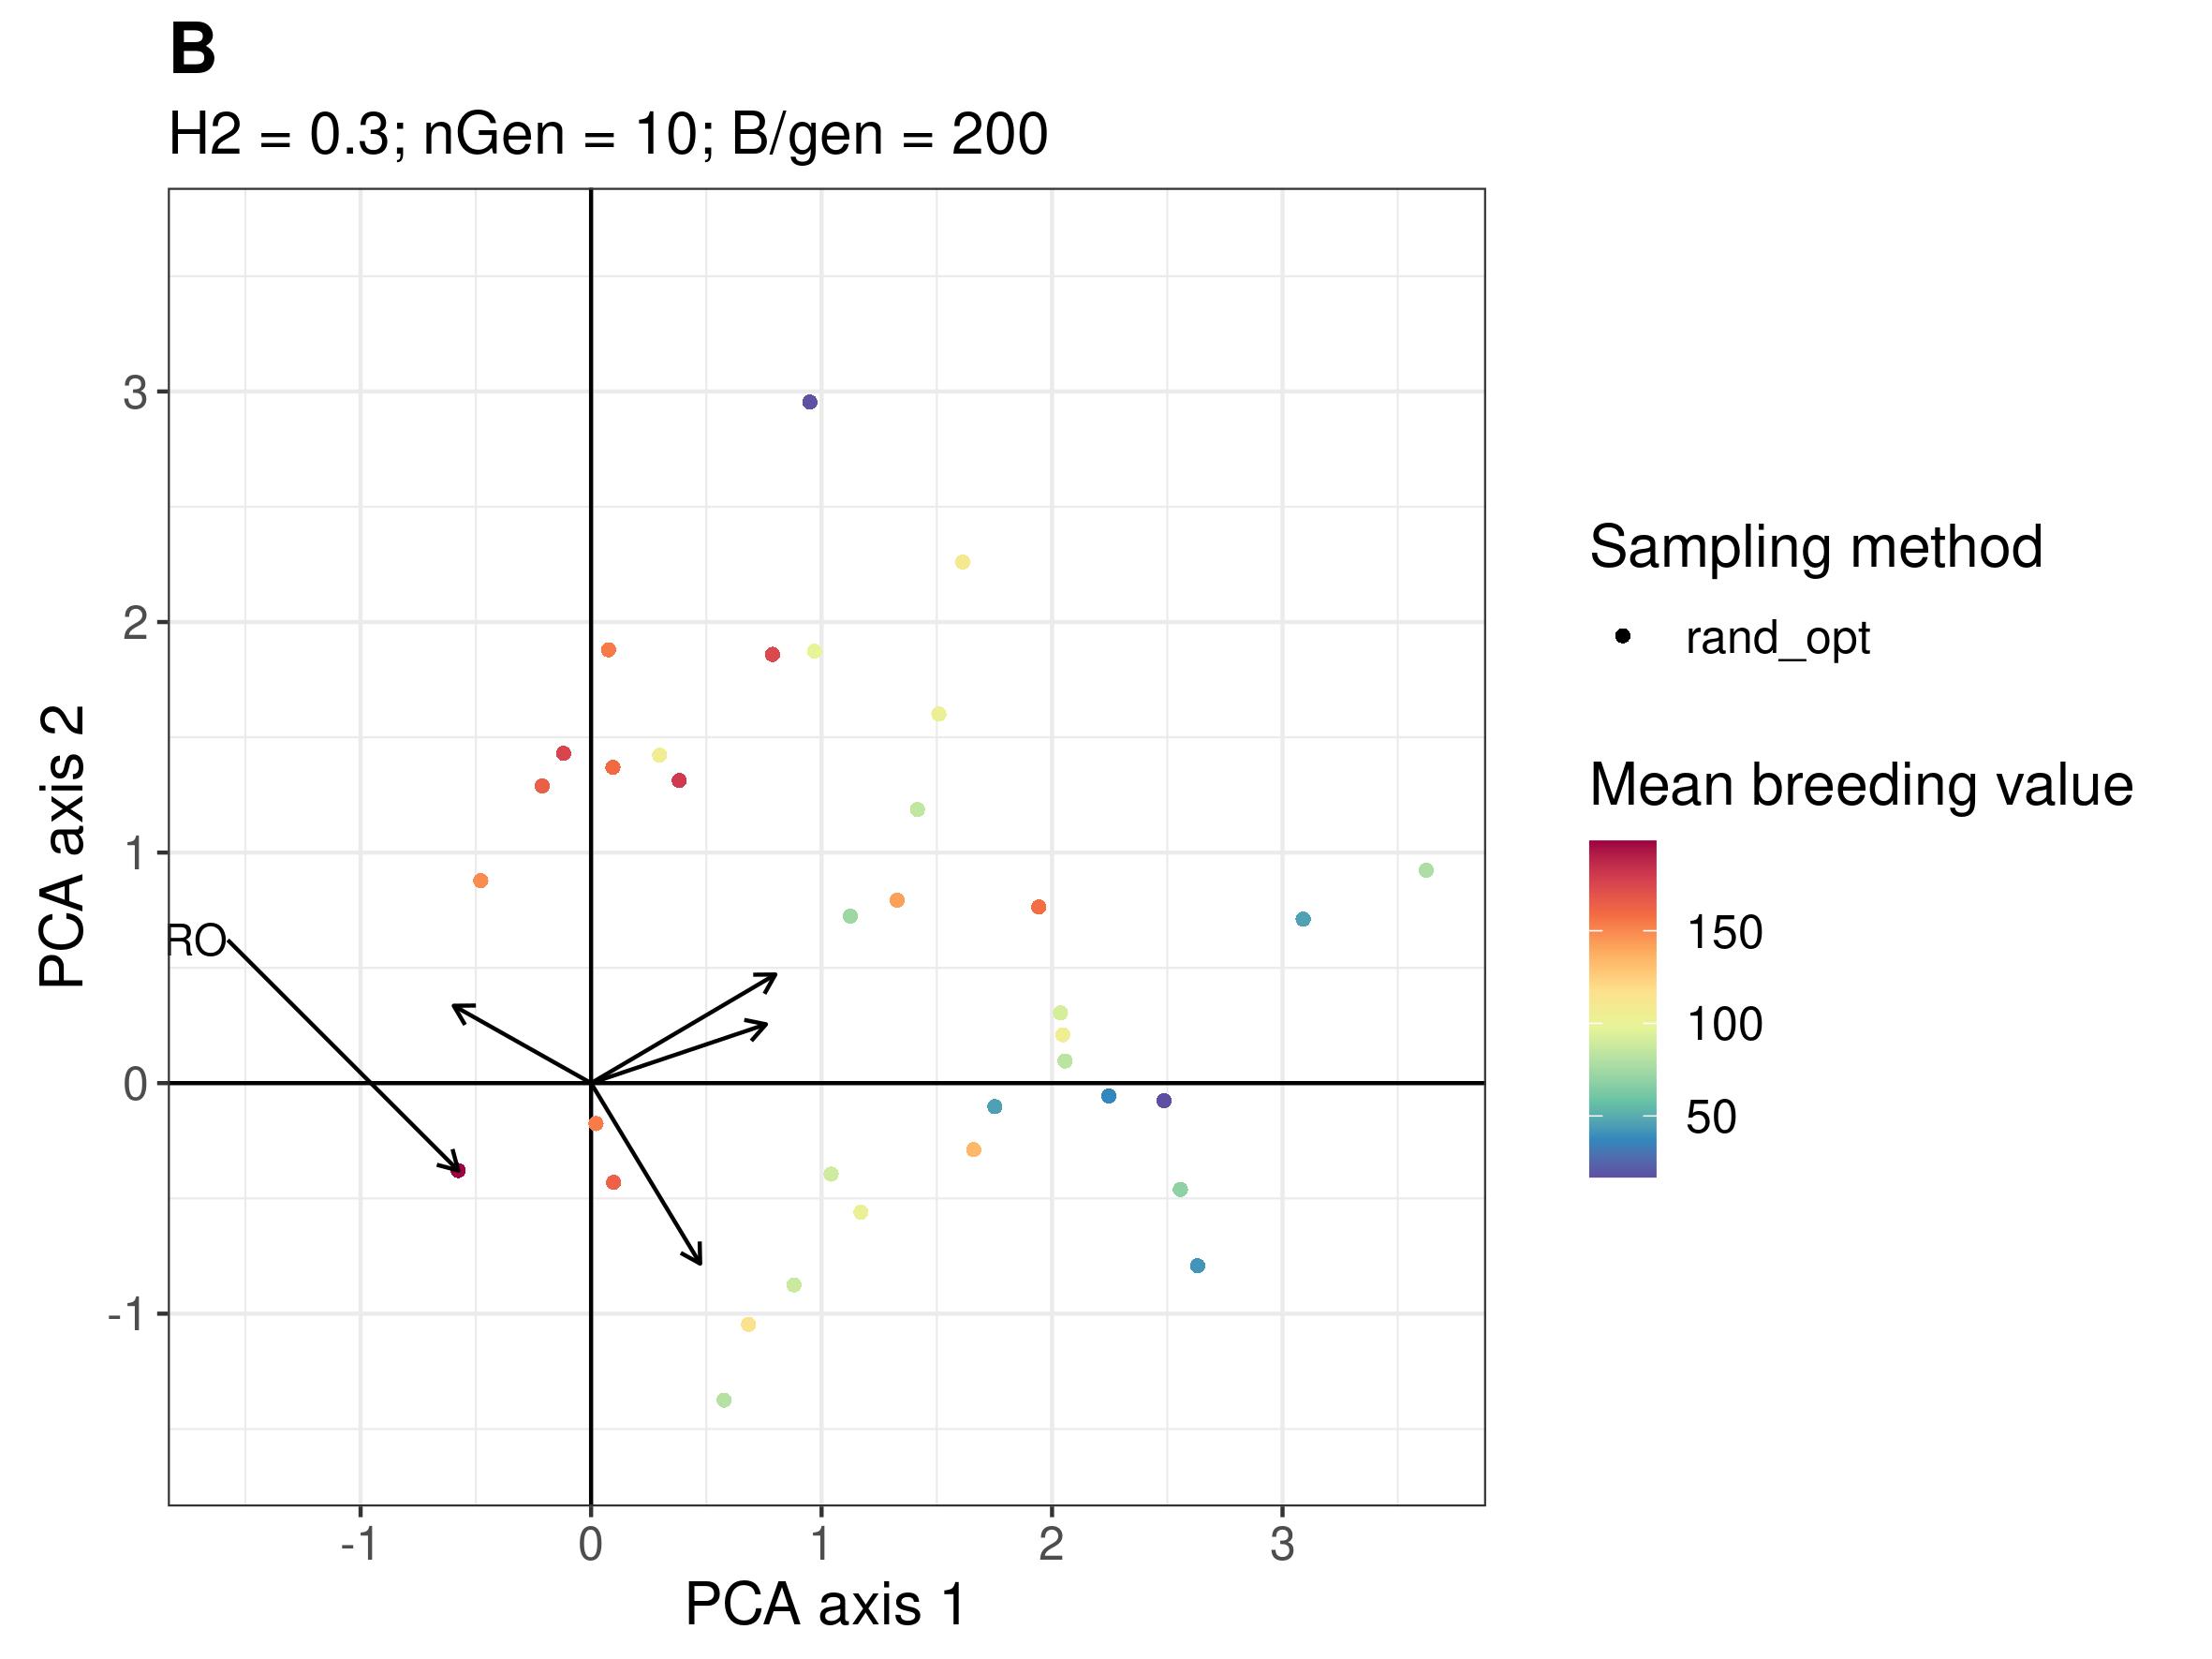 B
H2 = 0.3; nGen = 10; B/gen = 200
PCA axis 2
3
2
1
0
-1
RO
-1
0
1
2
3
PCA axis 1
Sampling method
rand_opt
Mean breeding value
150
100
50